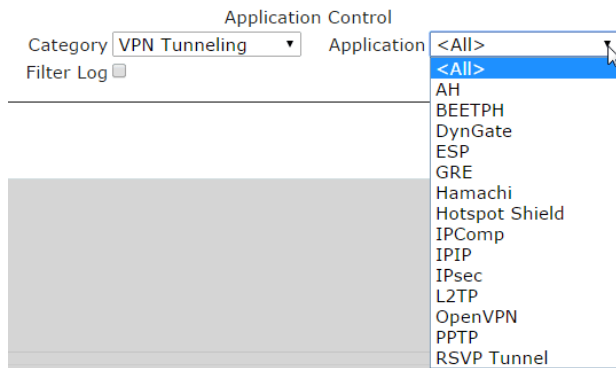 Application Control
Category VPN Tunneling Application <All>
Filter Log
<All>
AH
BEETPH
DynGate
ESP
GRE
Hamachi
Hotspot Shield
IPComp
IPIP
IPsec
L2TP
OpenVPN
PPTP
RSVP Tunnel